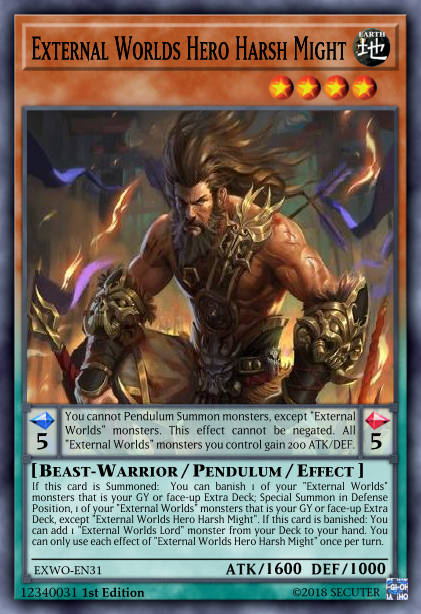 External Worlds Hero Harsh Might
EARTH
地
You cannot Pendulum Summon monsters, except "External
Worlds" monsters. This effect cannot be negated. All
"External Worlds" monsters you control gain 200 ATK/DEF.
5
5
[ Beast-Warrior / Pendulum / Effect ]
If this card is Summoned: You can banish 1 of your "External Worlds"
monsters that is your GY or face-up Extra Deck; Special Summon in Defense
Position, 1 of your "External Worlds" monsters that is your GY or face-up Extra
Deck, except "External Worlds Hero Harsh Might". If this card is banished: You
can add 1 "External Worlds Lord" monster from your Deck to your hand. You
can only use each effect of "External Worlds Hero Harsh Might" once per turn.
EXWO-EN31
ATK/1600 DEF/1000
12340031 1st Edition
©2018 SECUTER